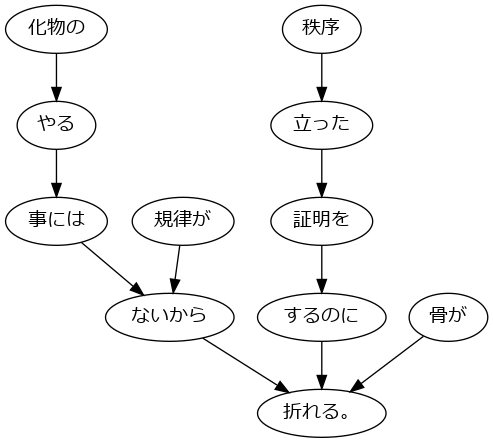 化物の
秩序
やる
立った
事には
規律が
証明を
ないから
するのに
骨が
折れる。